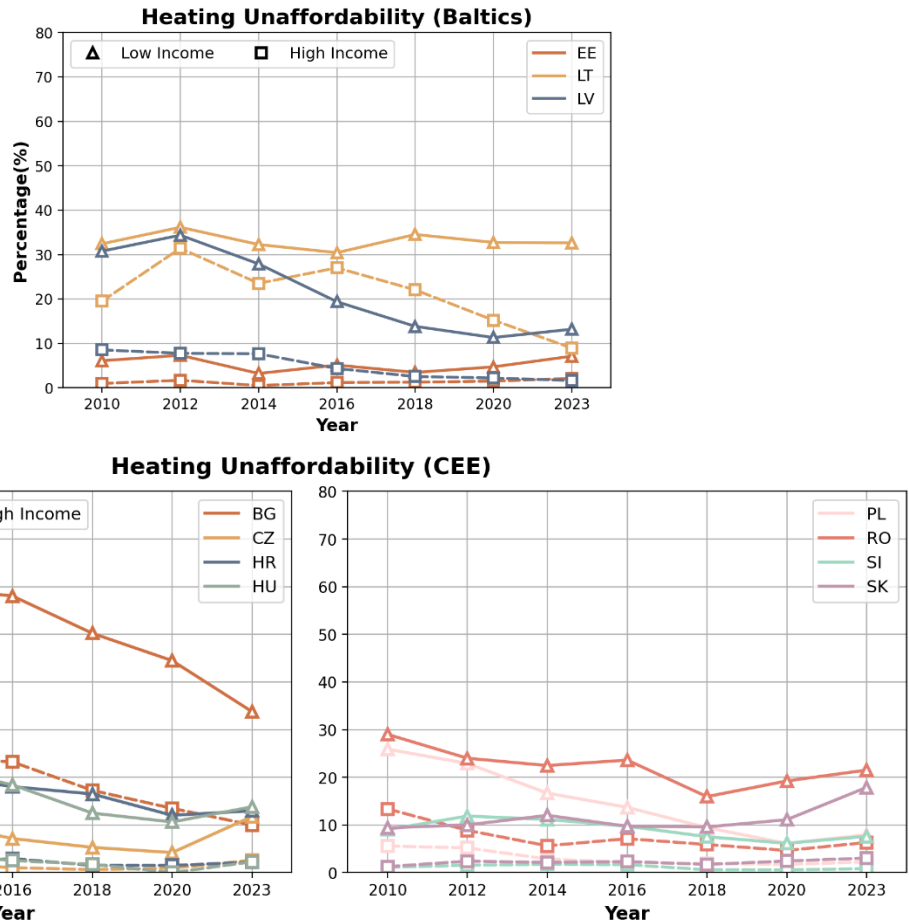 Heating Unaffordability (Baltics)
Low Income
High Income
EE
LT
LV
Percentage(%)
80
70
60
50
40
30
20
10
0
2010
2012
2014
2016
2018
2020
2023
Year
Heating Unaffordability (CEE)
gh Income
BG
CZ
HR
HU
2016
2018
2020
2023
Year
80
70
60
50
40
30
20
10
0
PL
RO
SI
SK
2010
2012
2014
2016
2018
2020
2023
Year